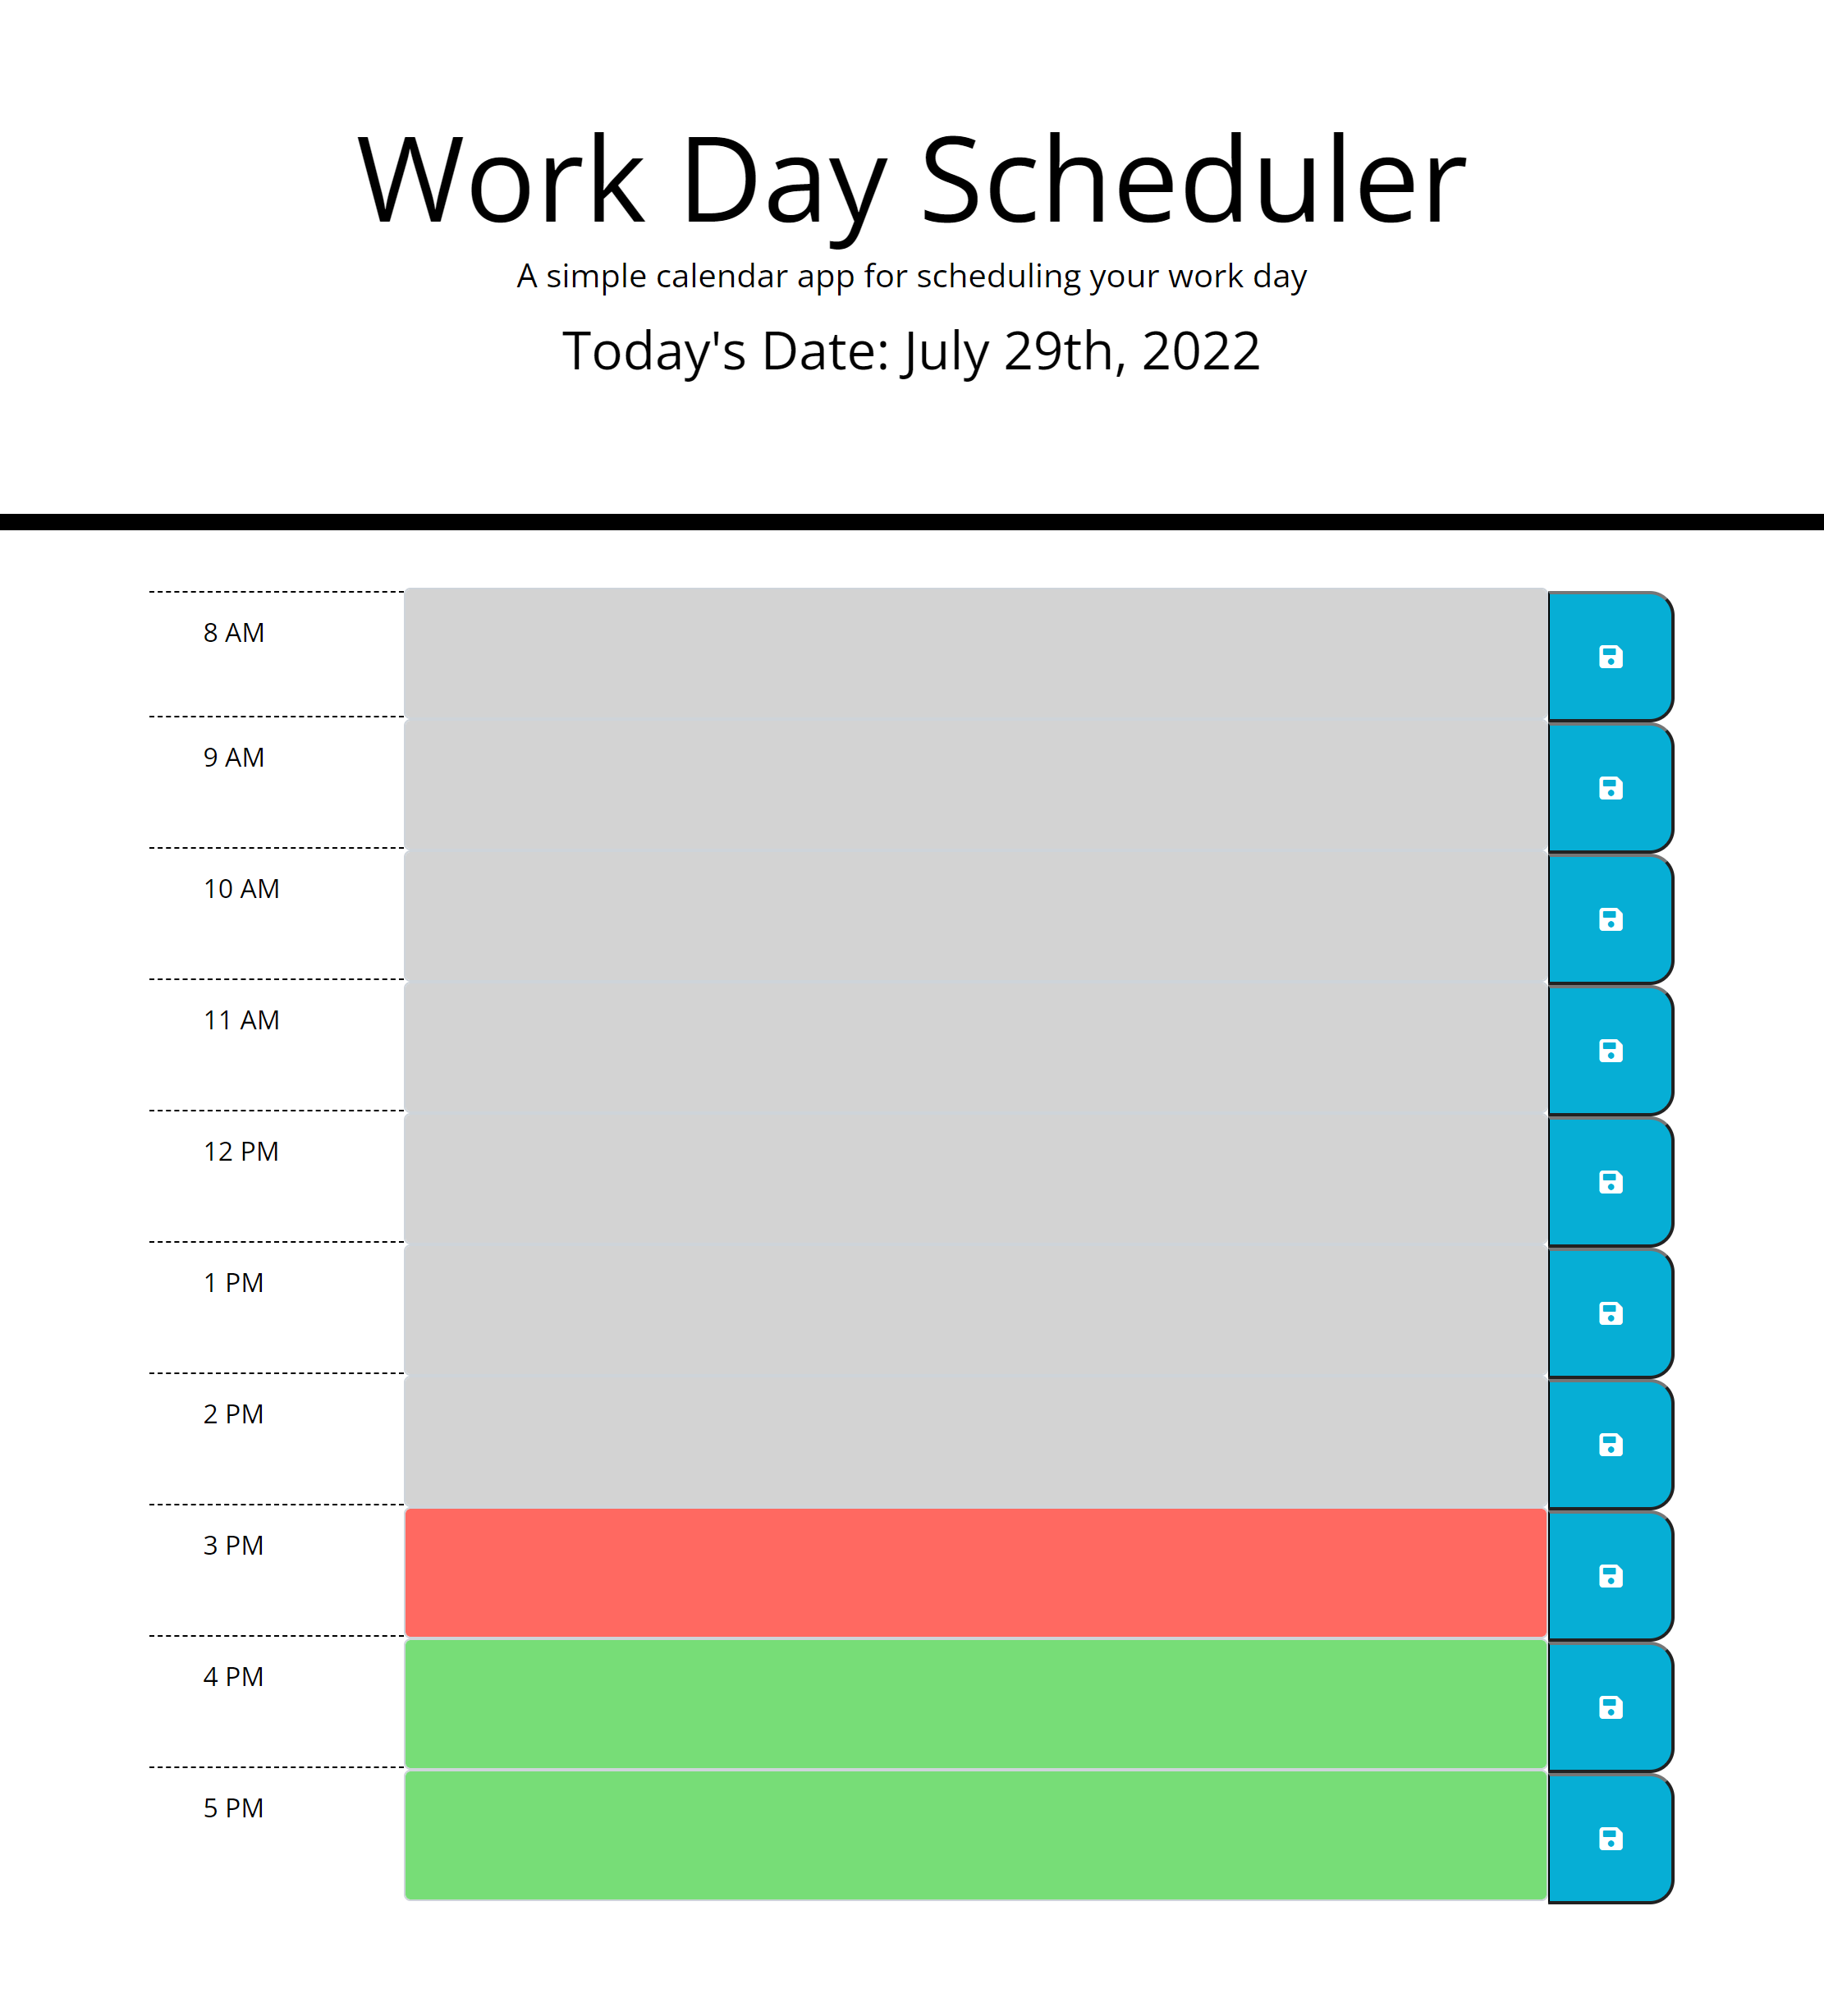 Work Day Scheduler
A simple calendar app for scheduling your work day
Today's Date: July 29th, 2022
8 AM
9 AM
10 AM
11 AM
12 PM
1 PM
2 PM
3 PM
4 PM
5 PM